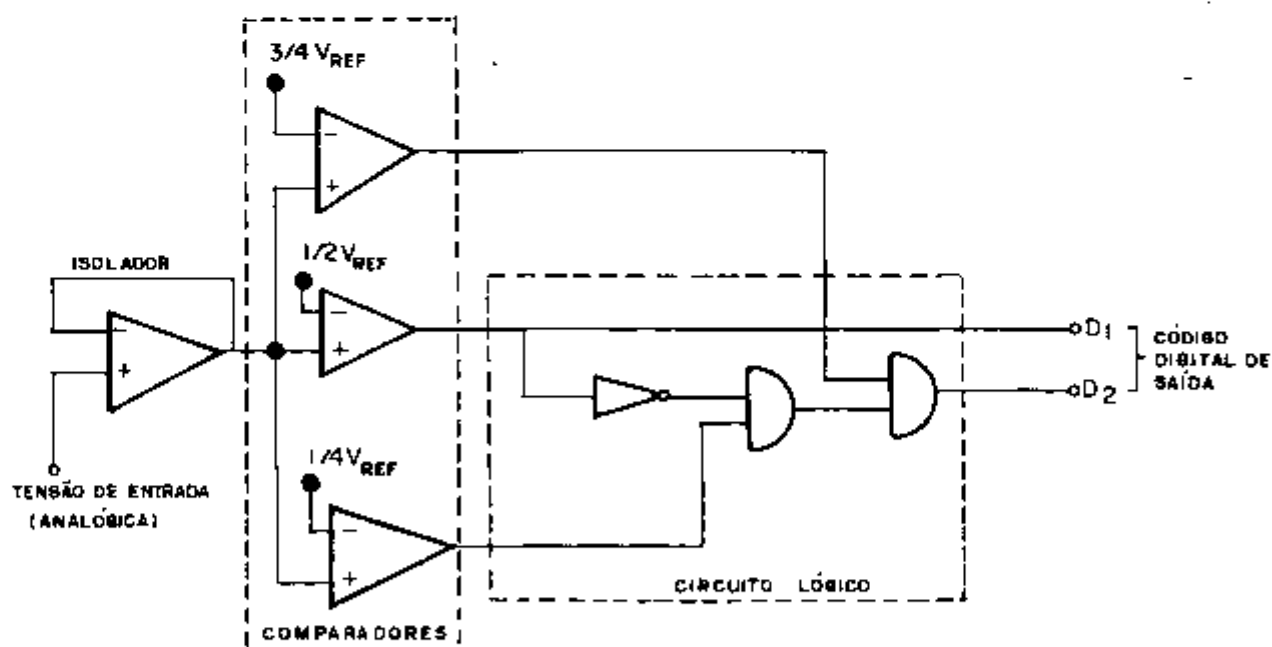 3/4 VREF
-
+
ISOLADOR
1/2 VREF
-
+
-
+
D1
D2
CÓDIGO
DIGITAL DE
SAÍDA
TENSÃO DE ENTRADA
(ANALÓGICA)
1/4 VREF
-
+
CIRCUITO LÓGICO
COMPARADORES